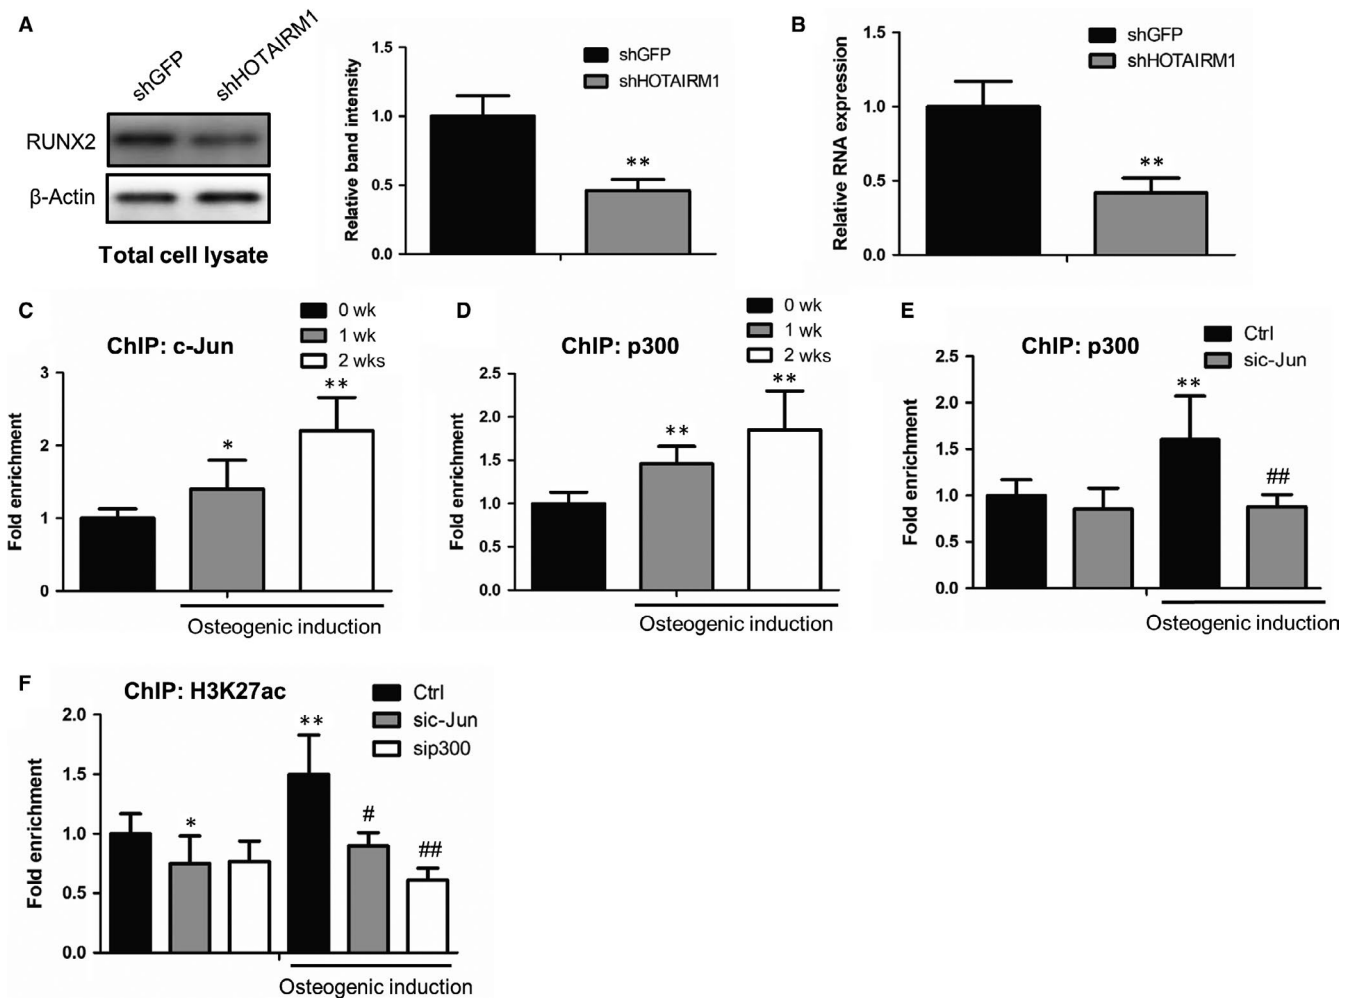 A
shGFP
shHOTAIRM1
RUNX2
β-Actin
Total cell lysate
Relative band intensity
1.5
1.0
0.5
0.0
shGFP
shHOTAIRM1
**
B
Relative RNA expression
1.5
1.0
0.5
0.0
shGFP
shHOTAIRM1
**
C
ChIP: c-Jun
0 wk
1 wk
2 wks
Fold enrichment
3
2
1
0
*
**
Osteogenic induction
D
ChIP: p300
0 wk
1 wk
2 wks
Fold enrichment
2.5
2.0
1.5
1.0
0.5
0.0
**
**
Osteogenic induction
E
ChIP: p300
Ctrl
sic-Jun
Fold enrichment
2.5
2.0
1.5
1.0
0.5
0.0
**
##
Osteogenic induction
F
ChIP: H3K27ac
Ctrl
sic-Jun
sip300
Fold enrichment
2.0
1.5
1.0
0.5
0.0
*
**
#
##
Osteogenic induction